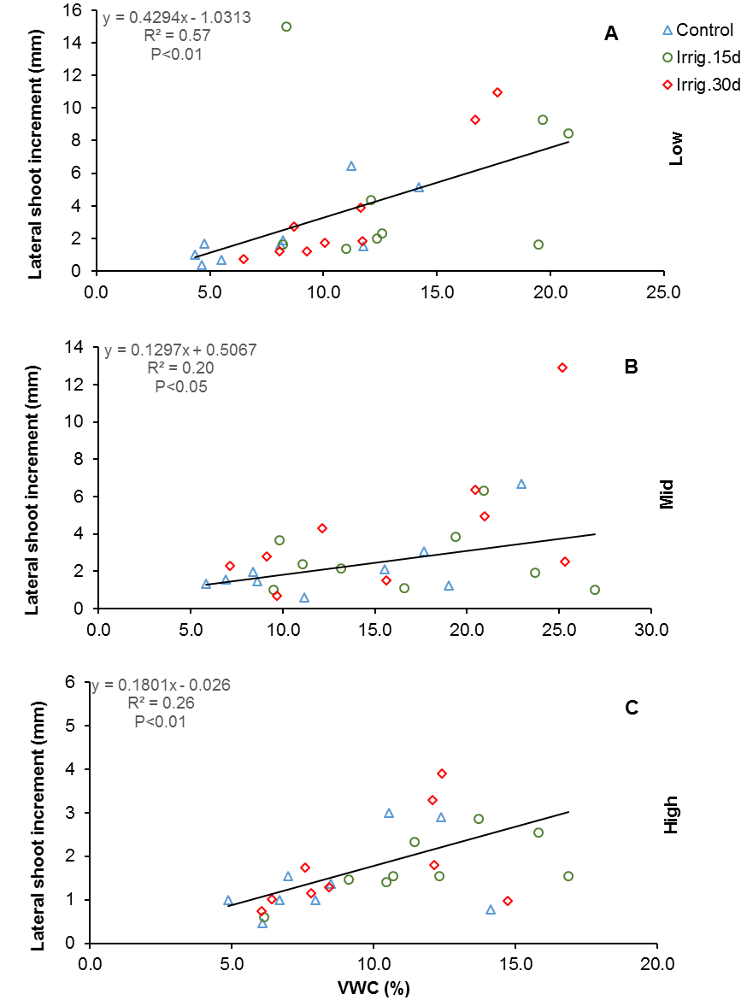 y = 0.4294x - 1.0313
R² = 0.57
P<0.01
A
Control
Irrig.15d
Irrig.30d
Lateral shoot increment (mm)
Low
16
14
12
10
8
6
4
2
0
0.0 5.0 10.0 15.0 20.0 25.0
y = 0.1297x + 0.5067
R² = 0.20
P<0.05
B
Lateral shoot increment (mm)
Mid
14
12
10
8
6
4
2
0
0.0 5.0 10.0 15.0 20.0 25.0 30.0
y = 0.1801x - 0.026
R² = 0.26
P<0.01
C
Lateral shoot increment (mm)
High
6
5
4
3
2
1
0
0.0 5.0 10.0 15.0 20.0
VWC (%)